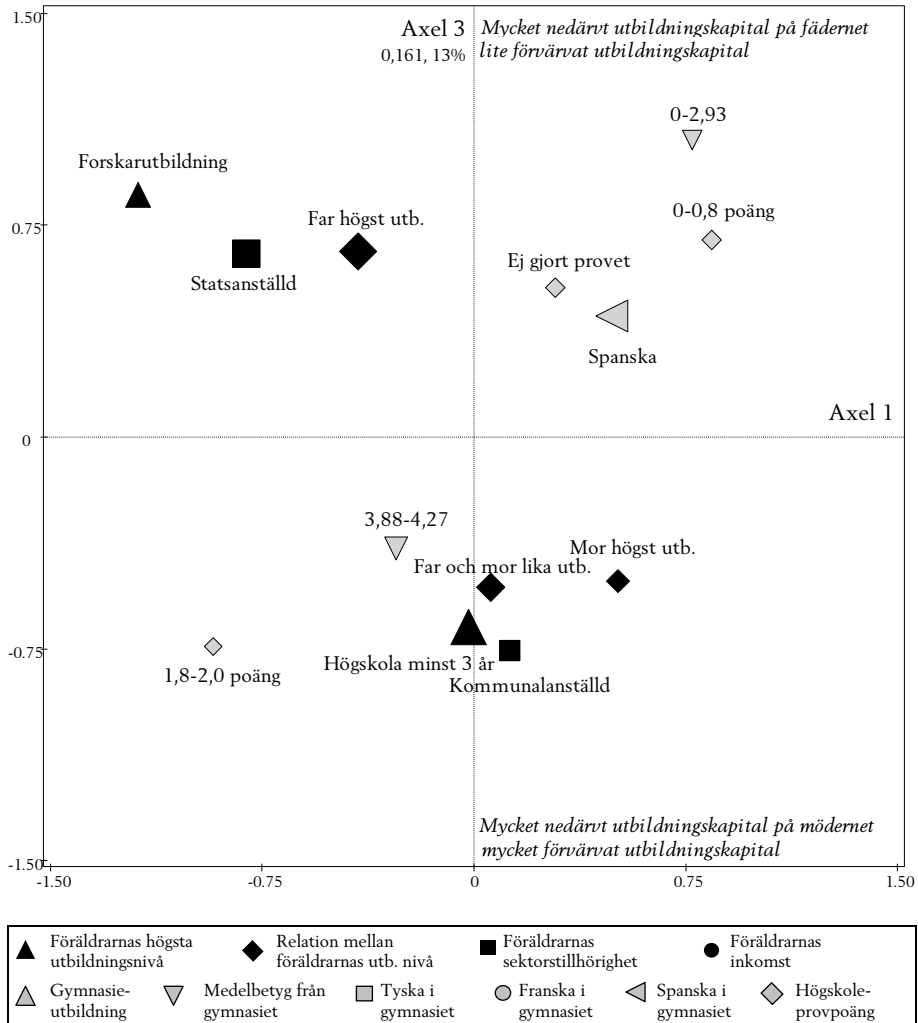 1.50
Axel 3
0,161, 13%
Mycket nedärvt utbildningskapital på fädernet
lite förvärvat utbildningskapital
0-2,93
Forskarutbildning
0-0,8 poäng
Far högst utb.
0.75
Ej gjort provet
Statsanställd
Spanska
Axel 1
0
3,88-4,27
Mor högst utb.
Far och mor lika utb.
-0.75
Högskola minst 3 år
1,8-2,0 poäng
Kommunalanställd
Mycket nedärvt utbildningskapital på mödernet
mycket förvärvat utbildningskapital
-1.50
-1.50 -0.75 0 0.75 1.50
Föräldrarnas högsta
utbildningsnivå
Relation mellan
föräldrarnas utb. nivå
Föräldrarnas
sektorstillhörighet
Föräldrarnas
inkomst
Gymnasie-
utbildning
Medelbetyg från
gymnasiet
Tyska i
gymnasiet
Franska i
gymnasiet
Spanska i
gymnasiet
Högskole-
provpoäng